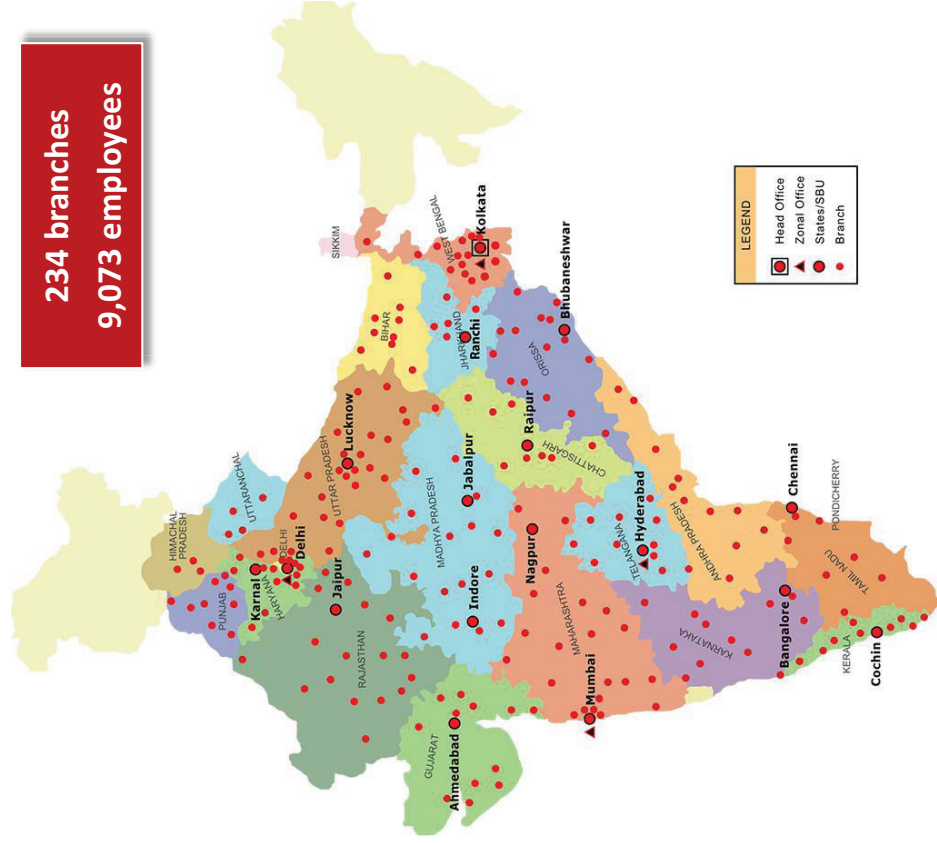 234 branches
9,073 employees
HIMACHAL
PRADESH
PUNJAB
UTTARANCHAL
Karnal
HARYANA
DELHI
Delhi
Jaipur
RAJASTHAN
UTTAR PRADESH
Lucknow
SIKKIM
BIHAR
WEST BENGAL
Kolkata
JHARKHAND
Ranchi
GUJARAT
Ahmedabad
MADHYA PRADESH
Indore
Jabalpur
Raipur
CHATTISGARH
ORISSA
Bhubaneshwar
Nagpur
MAHARASHTRA
Mumbai
TELANGANA
Hyderabad
ANDHRA PRADESH
KARNATAKA
Bangalore
Chennai
PONDICHERRY
TAMIL NADU
KERALA
Cochin
LEGEND
Head Office
Zonal Office
States/SBU
Branch